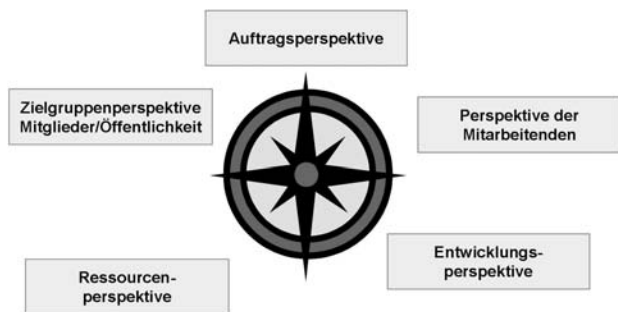 Auftragsperspektive
Zielgruppenperspektive
Mitglieder/Öffentlichkeit
Perspektive der
Mitarbeitenden
Ressourcen-
perspektive
Entwicklungs-
perspektive